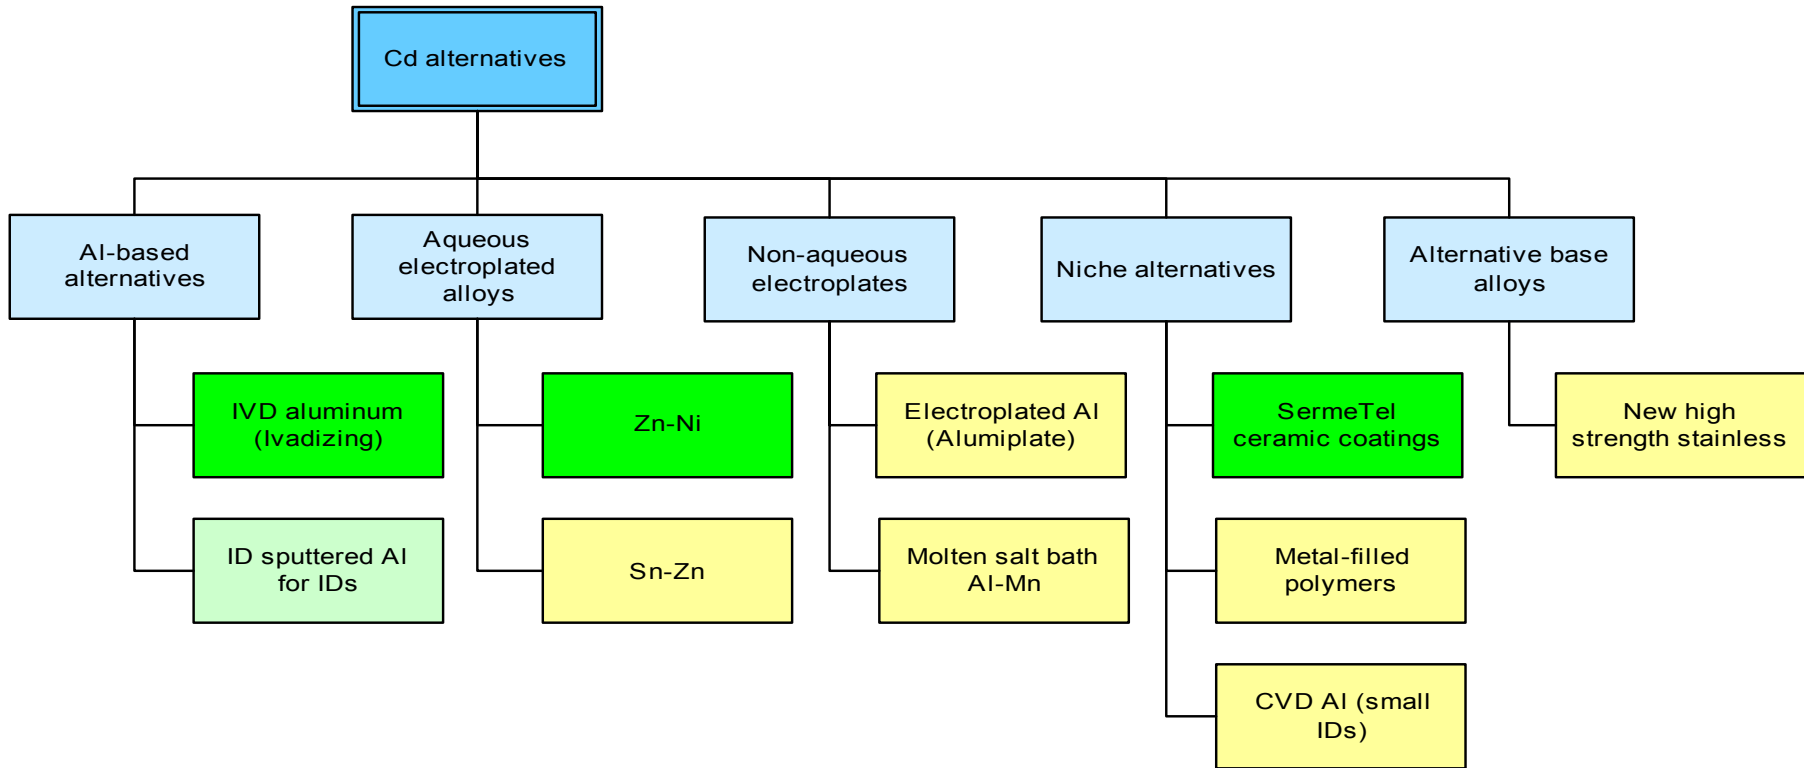 Cd alternatives
Al-based
alternatives
Aqueous
electroplated
alloys
Non-aqueous
electroplates
Niche alternatives
Alternative base
alloys
IVD aluminum
(Ivadizing)
Zn-Ni
Electroplated Al
(Alumiplate)
SermeTel
ceramic coatings
New high
strength stainless
ID sputtered Al
for IDs
Sn-Zn
Molten salt bath
Al-Mn
Metal-filled
polymers
CVD Al (small
IDs)